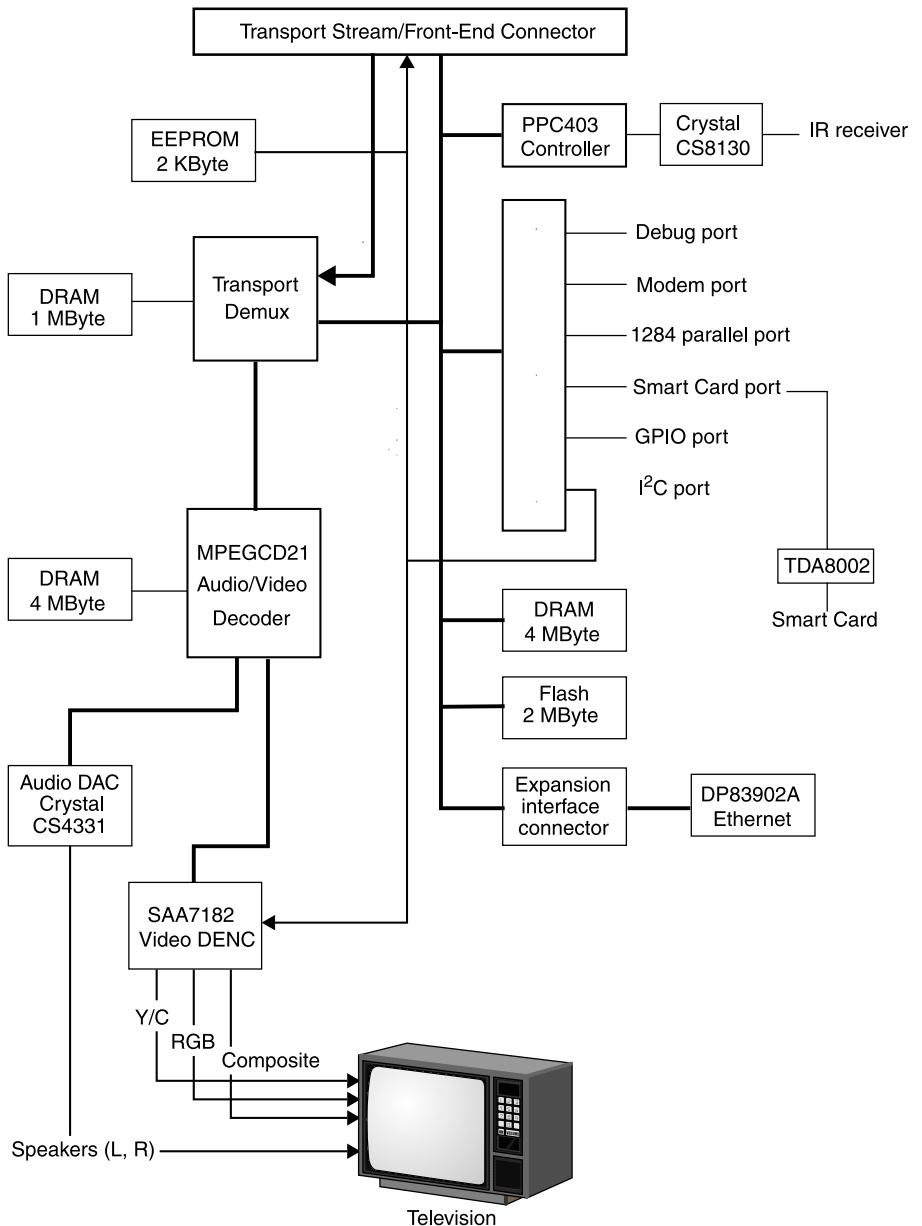 Transport Stream/Front-End Connector
EEPROM
2 KByte
PPC403
Controller
Crystal
CS8130
IR receiver
Transport
Demux
DRAM
1 MByte
Debug port
Modem port
1284 parallel port
Smart Card port
GPIO port
I²C port
MPEGCD21
Audio/Video
Decoder
DRAM
4 MByte
TDA8002
Smart Card
DRAM
4 MByte
Flash
2 MByte
Audio DAC
Crystal
CS4331
Expansion
interface
connector
DP83902A
Ethernet
SAA7182
Video DENC
Y/C
RGB
Composite
Speakers (L, R)
Television